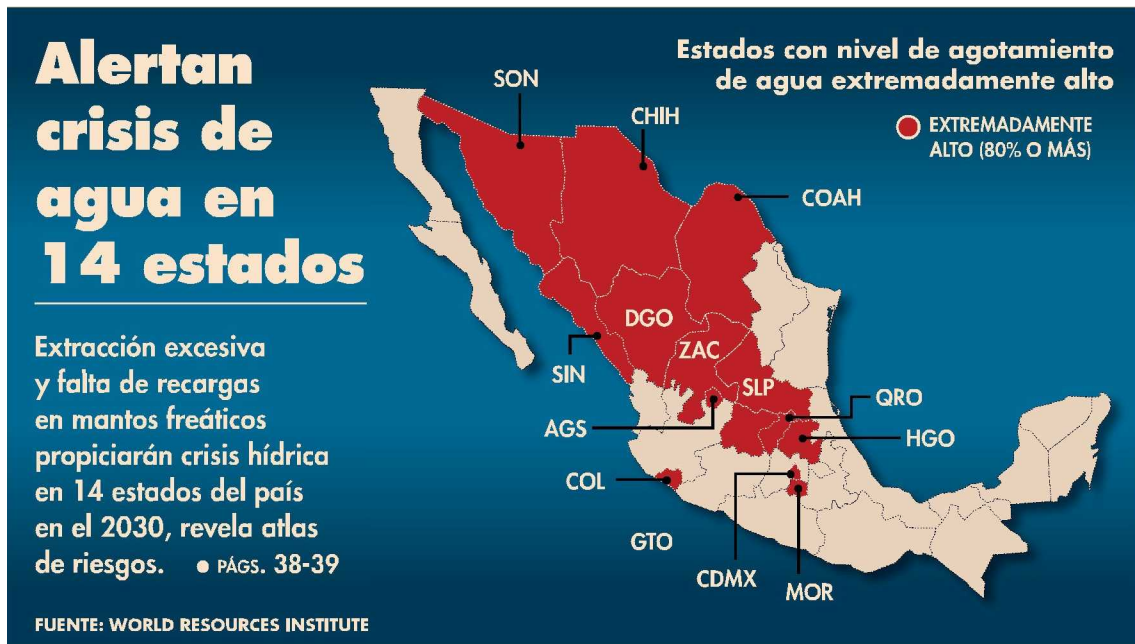 Alertan
crisis de
agua en
14 estados
Extracción excesiva
y falta de recargas
en mantos freáticos
propiciarán crisis hídrica
en 14 estados del país
en el 2030, revela atlas
de riesgos. • PÁGS. 38-39
FUENTE: WORLD RESOURCES INSTITUTE
Estados con nivel de agotamiento
de agua extremadamente alto
EXTREMADAMENTE
ALTO (80% O MÁS)
SON
CHIH
COAH
DGO
ZAC
SIN
SLP
QRO
AGS
HGO
COL
GTO
CDMX
MOR